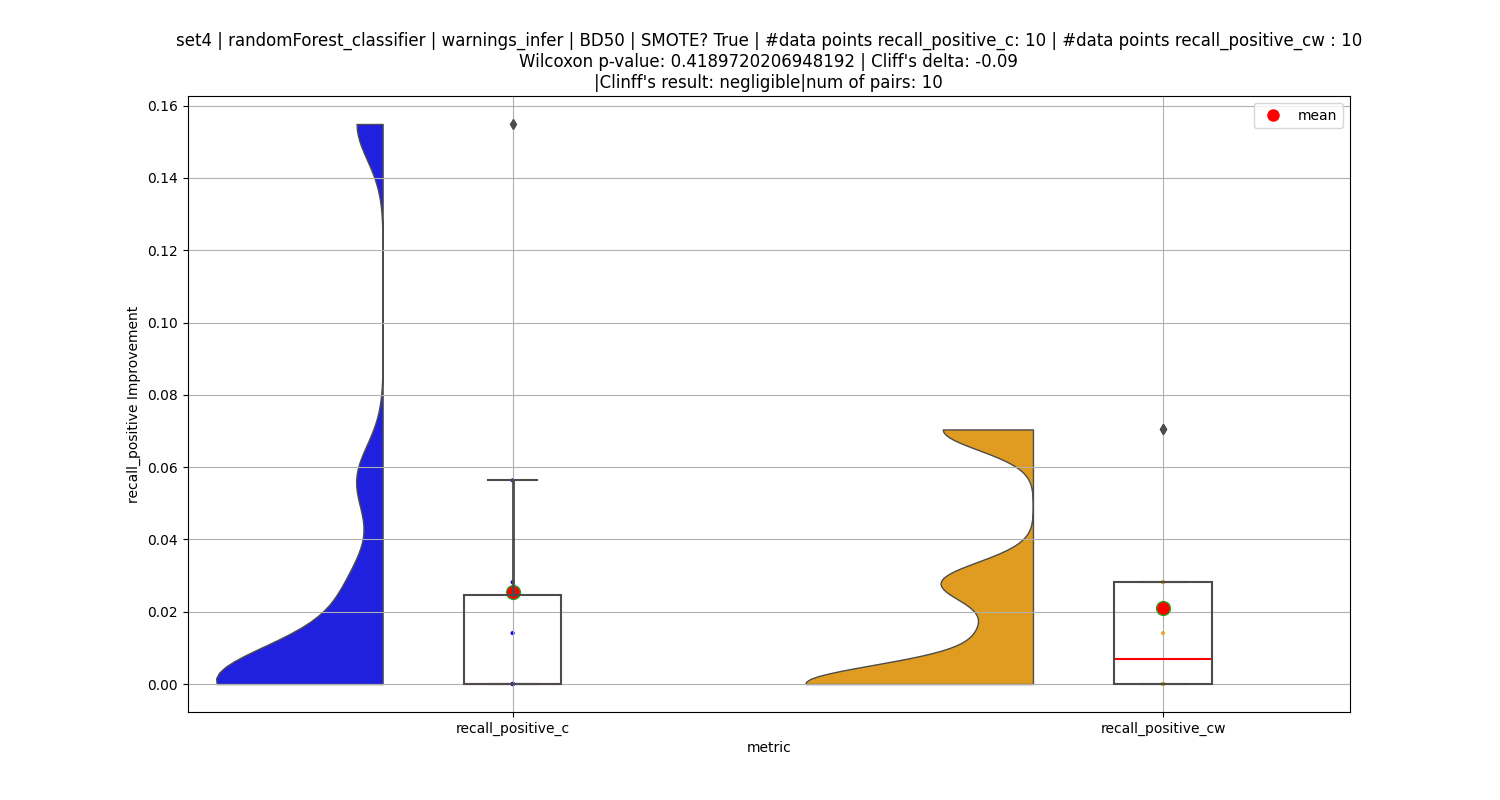 set4 | randomForest_classifier | warnings_infer | BD50 | SMOTE? True | #data points recall_positive_c: 10 | #data points recall_positive_cw : 10
Wilcoxon p-value: 0.4189720206948192 | Cliff's delta: -0.09
|Clinff's result: negligible|num of pairs: 10
mean
recall_positive Improvement
0.16
0.14
0.12
0.10
0.08
0.06
0.04
0.02
0.00
recall_positive_c
recall_positive_cw
metric